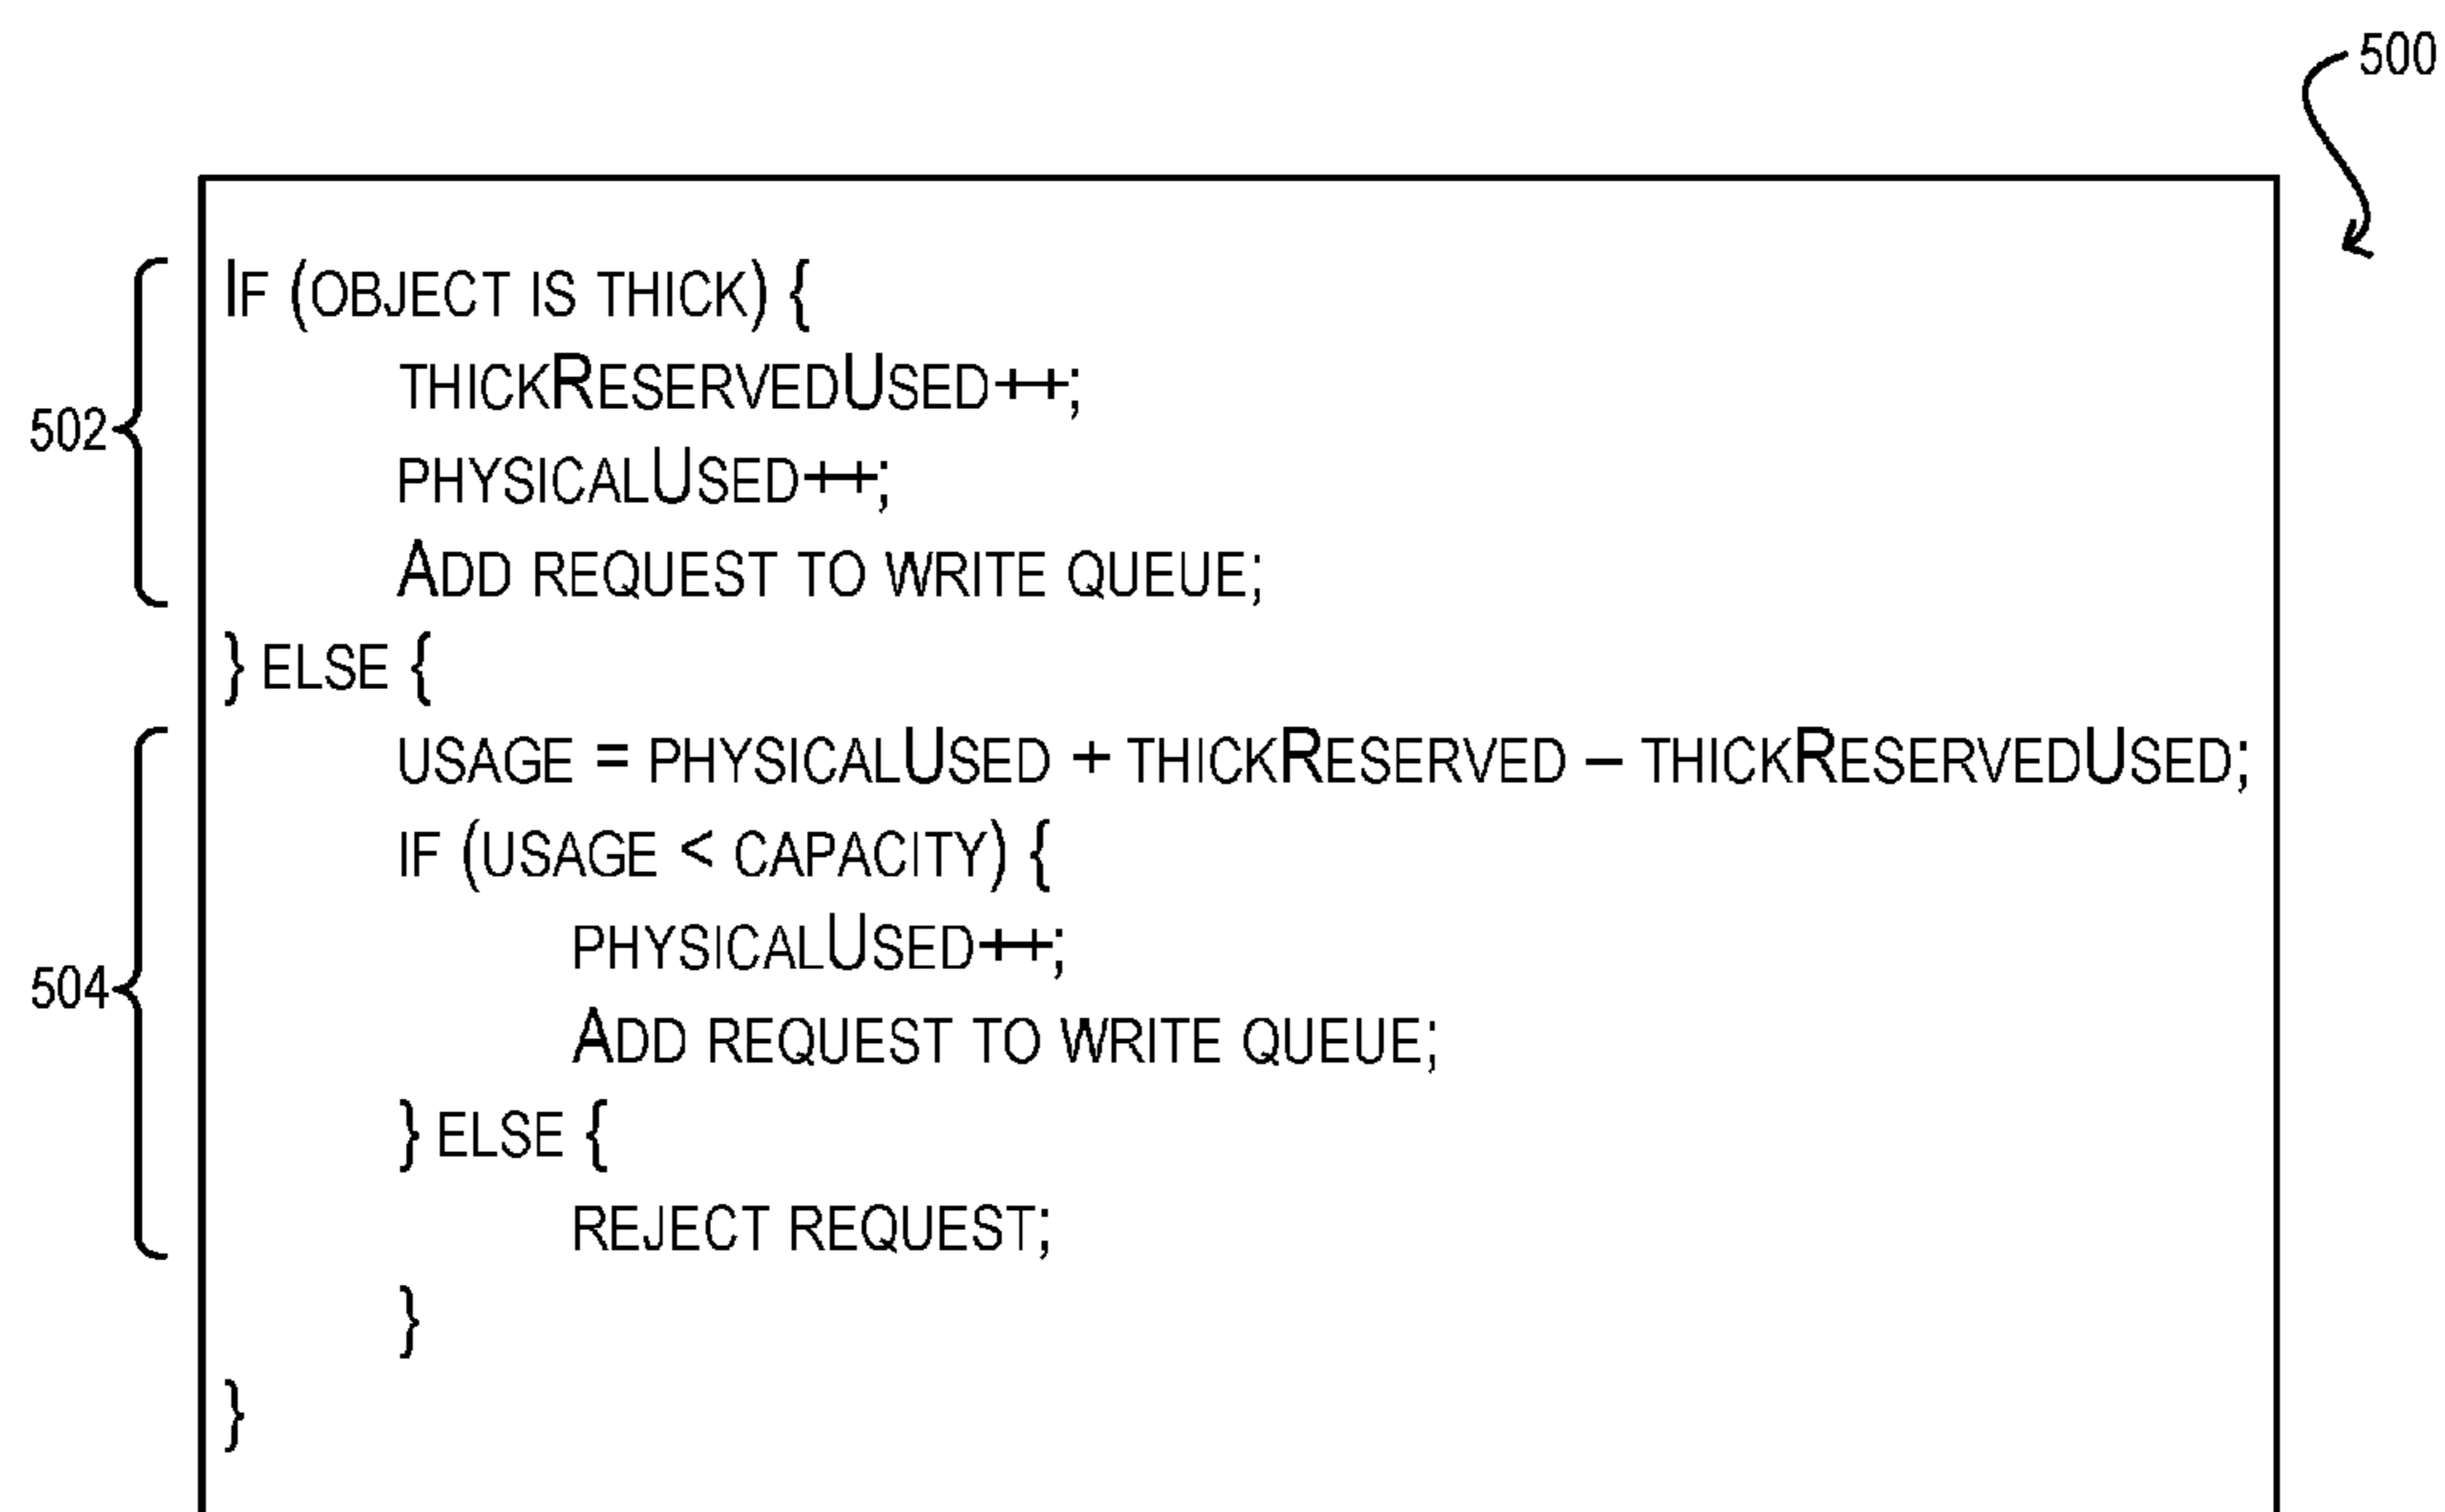 500
IF (OBJECT IS THICK) {
THICKRESERVEDUSED++;
PHYSICALUSED++;
502
ADD REQUEST TO WRITE QUEUE;
} ELSE {
USAGE = PHYSICALUSED + THICKRESERVED – THICKRESERVEDUSED;
IF (USAGE < CAPACITY) {
PHYSICALUSED++;
504
ADD REQUEST TO WRITE QUEUE;
} ELSE {
REJECT REQUEST;
}
}